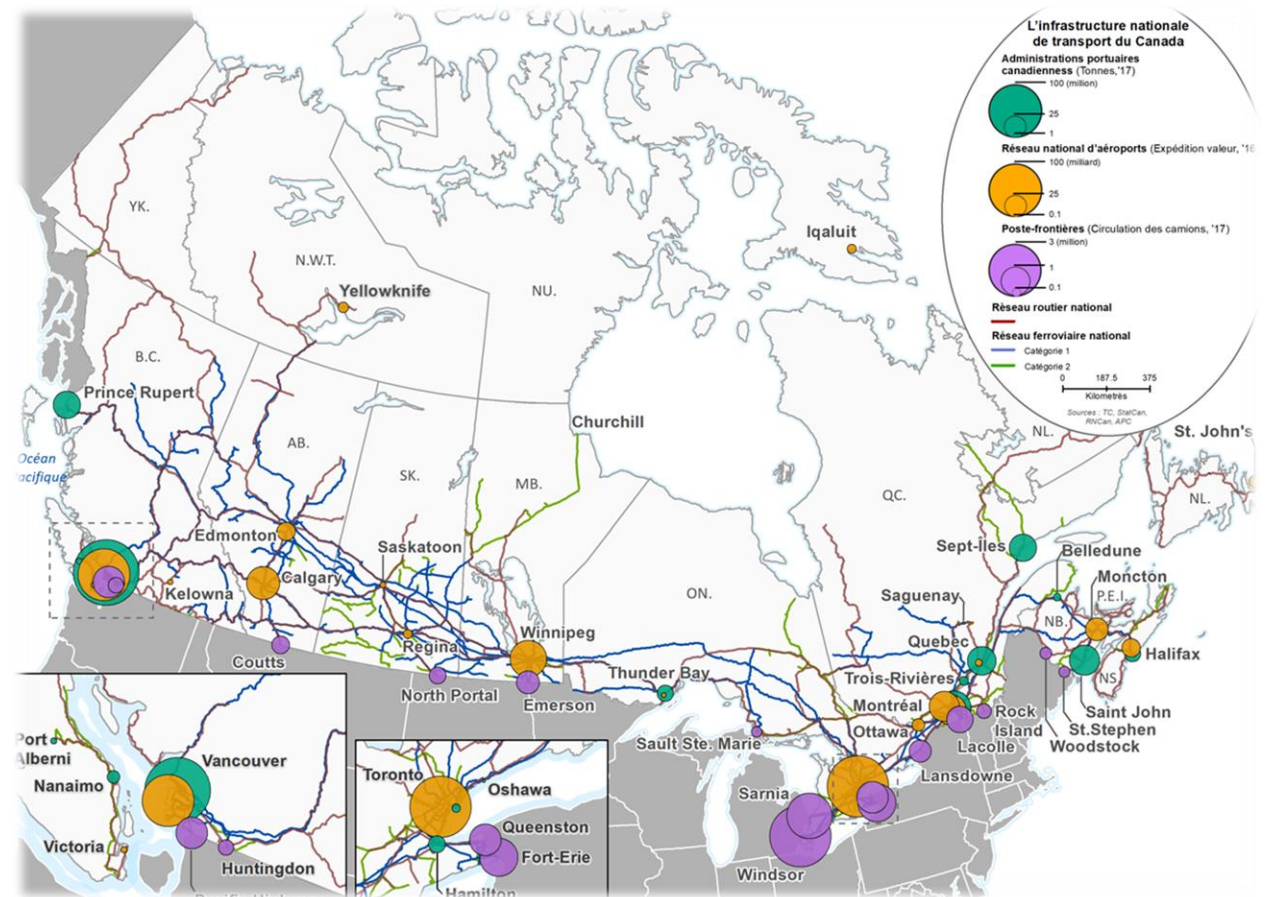 L'infrastructure nationale
de transport du Canada
Administrations portuaires
canadienness (Tonnes,'17)
100 (million)
25
1
Réseau national d'aéroports (Expédition valeur, '16
100 (milliard)
25
0.1
Poste-frontières (Circulation des camions, '17)
3 (million)
1
0.1
Rèseau routier national
Réseau ferroviaire national
Catégorie 1
Catégorie 2
0 187.5 375
Kilometrès
Sources : TC, StatCan,
RNCan, APC
YK.
N.W.T.
NU.
Iqaluit
Yellowknife
B.C.
Prince Rupert
Churchill
NL.
St. John's
AB.
Océan
acifique
SK.
MB.
QC.
NL.
Edmonton
Saskatoon
Sept-Îles
Belledune
Calgary
Moncton
Kelowna
ON.
Saguenay
P.E.I.
NB.
Winnipeg
Regina
Quebec
Halifax
Coutts
Thunder Bay
Trois-Rivières
NS
North Portal
Emerson
Montréal
Rock
Island
Saint John
Ottawa
St.Stephen
Sault Ste. Marie
Lacolle
Woodstock
Lansdowne
Sarnia
Windsor
Port
Alberni
Vancouver
Nanaimo
Victoria
Huntingdon
Toronto
Oshawa
Queenston
Fort-Erie
Hamilton